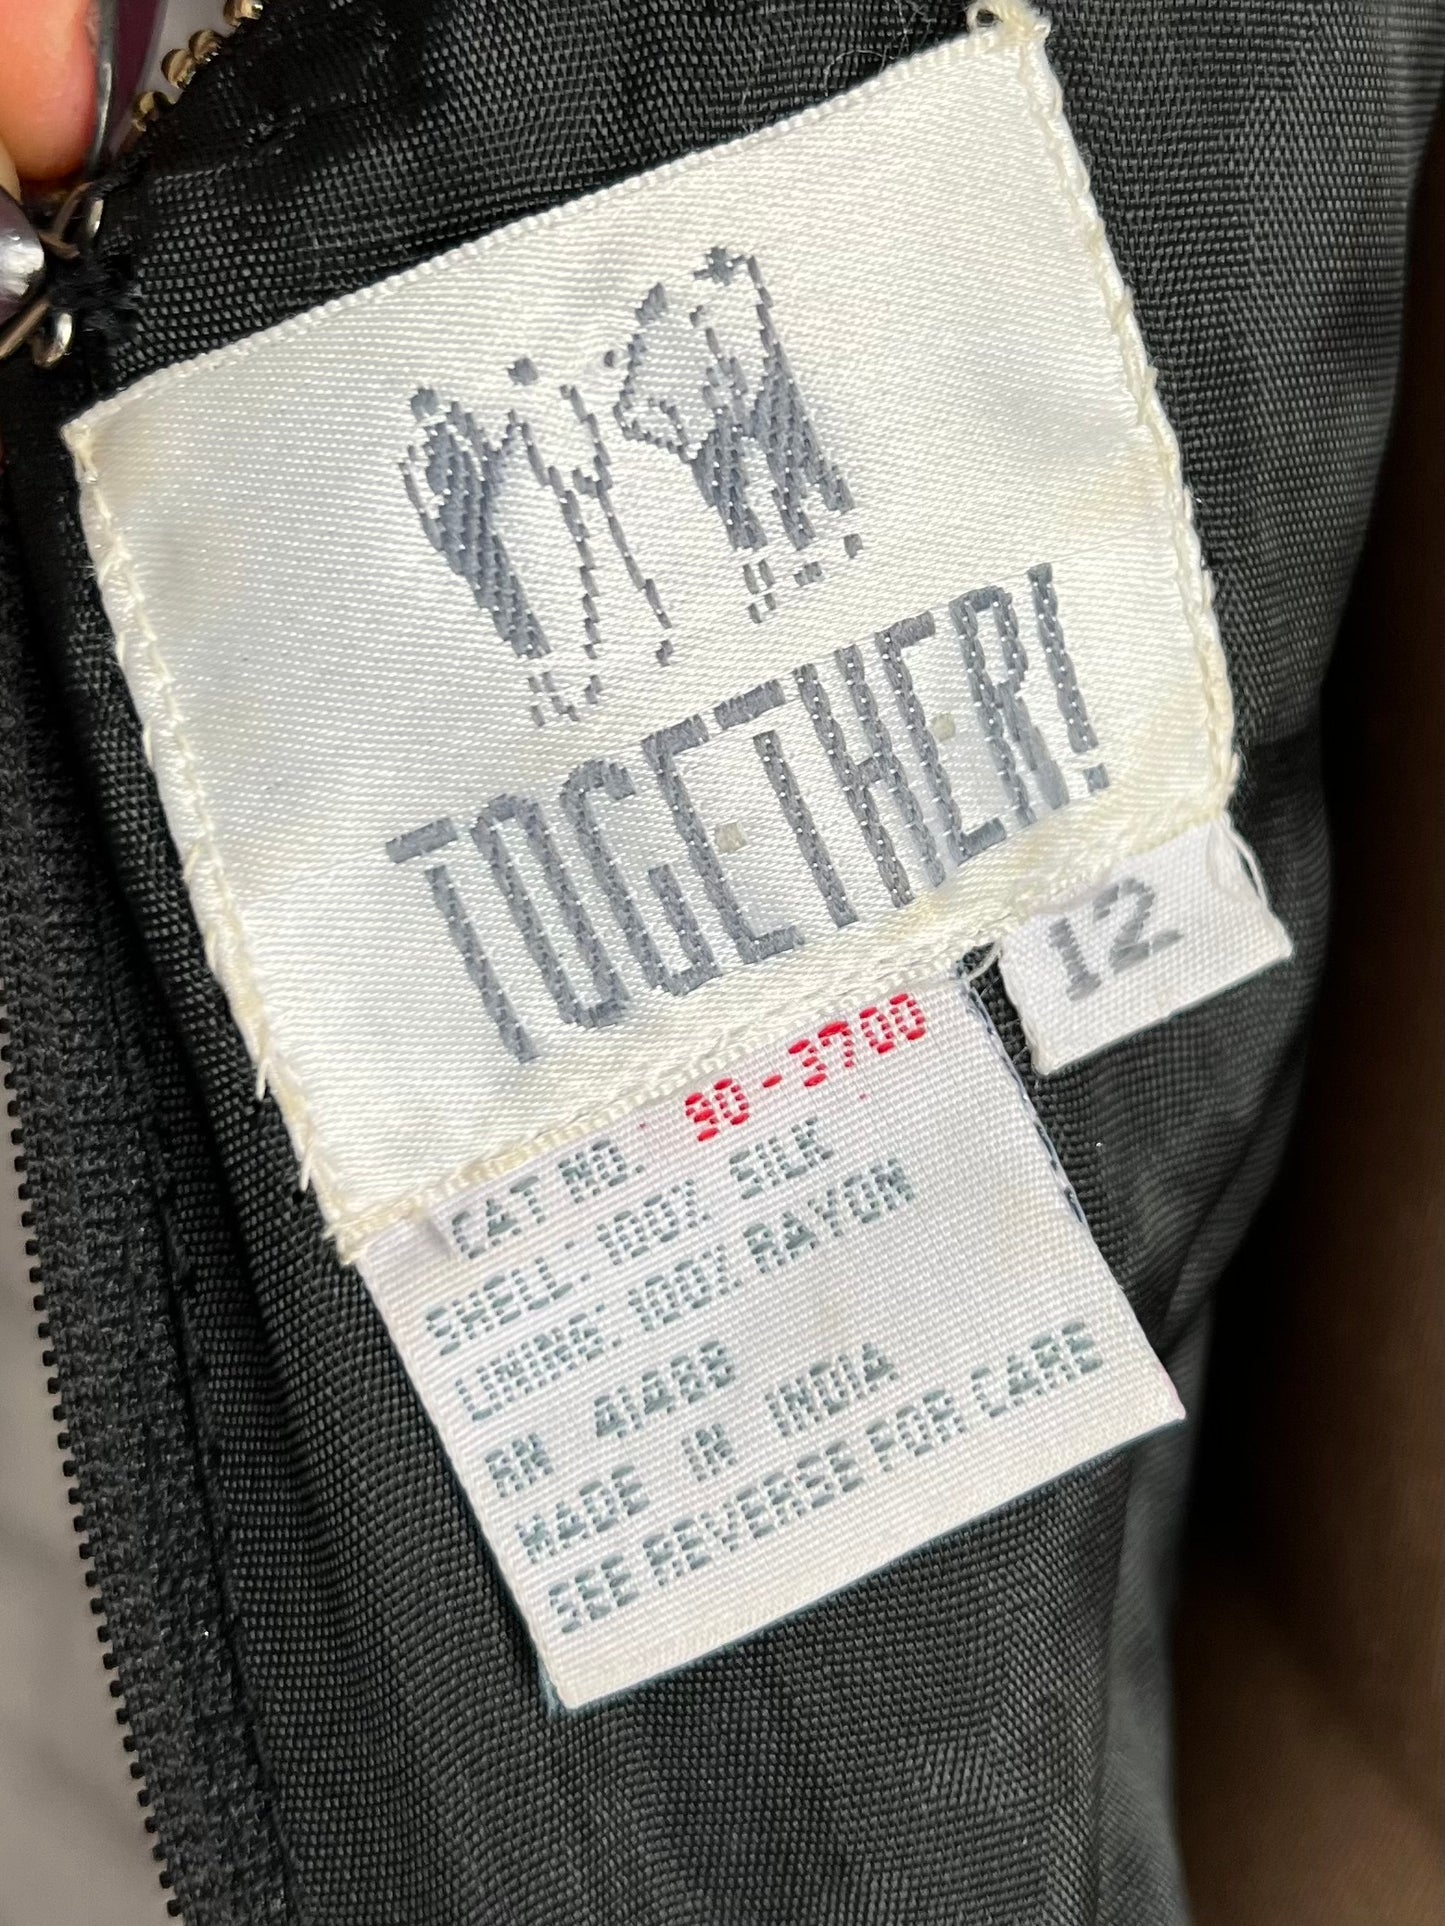 TOGETHER!
12
CAT NO. 90-3700
SHELL: 100% SILK
LINING: 100% RAYON
RN 41488
MADE IN INDIA
SEE REVERSE FOR CARE